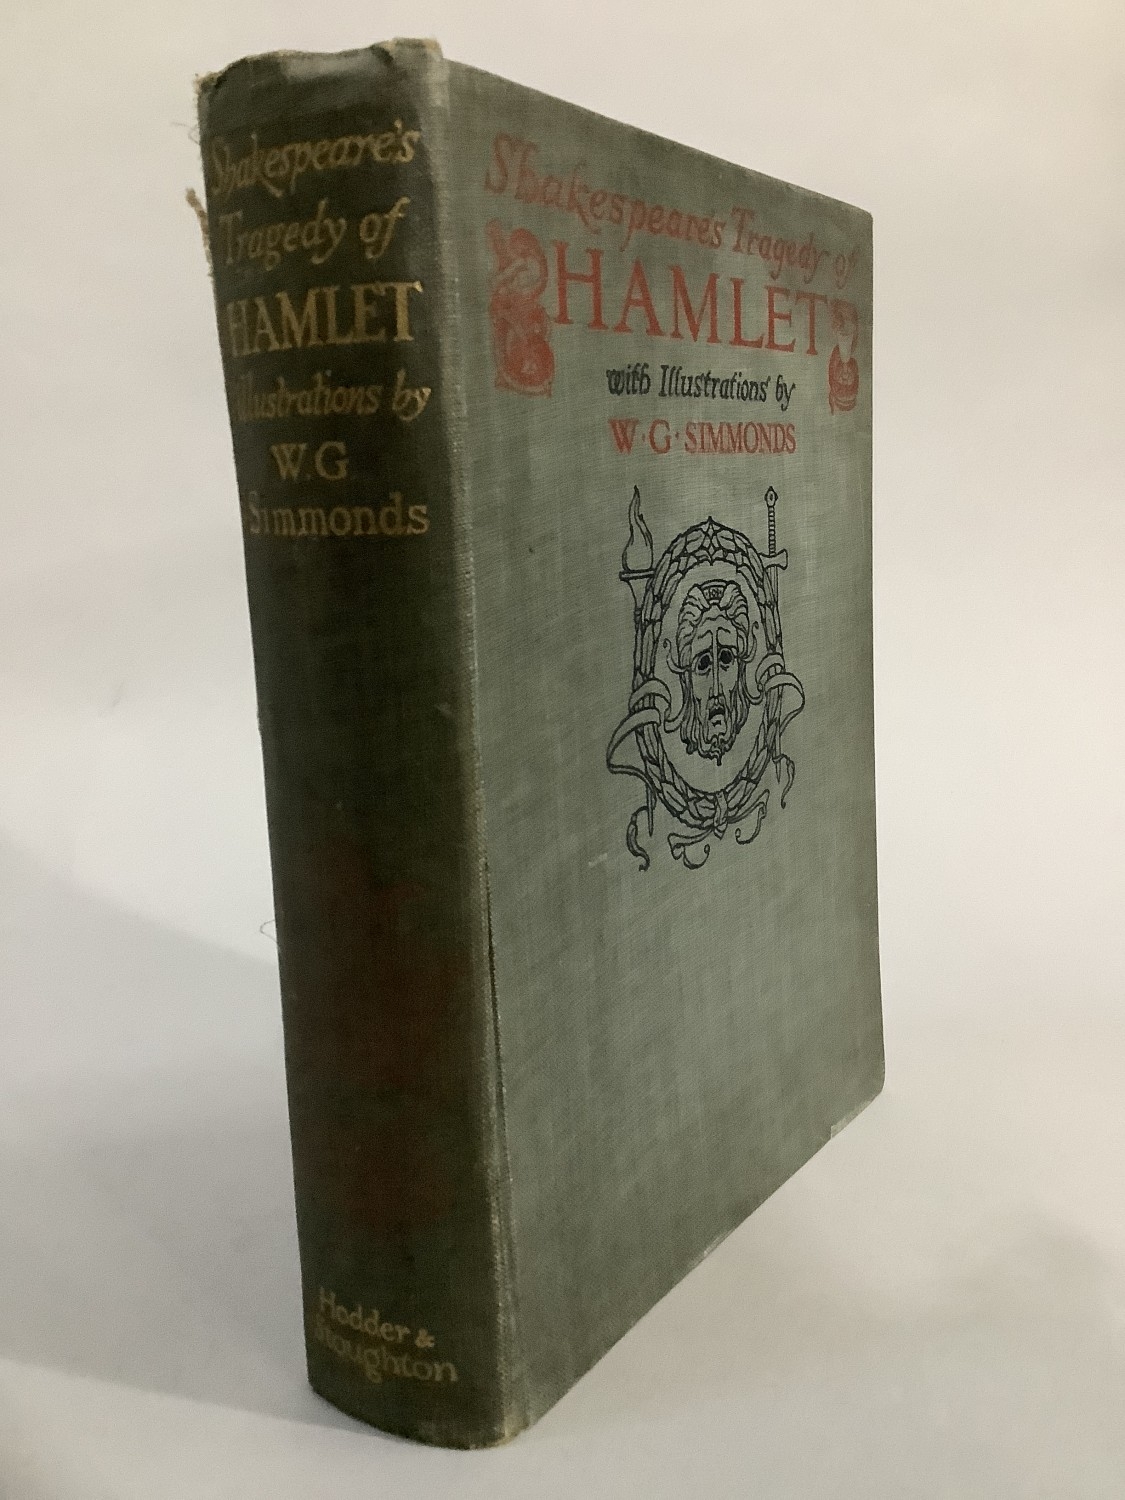 Shakespeare's
Tragedy of
HAMLET
illustrations by
W.G.
Simmonds
Hodder &
Stoughton
Shakespeare's Tragedy of
HAMLET
with Illustrations by
W·G·SIMMONDS